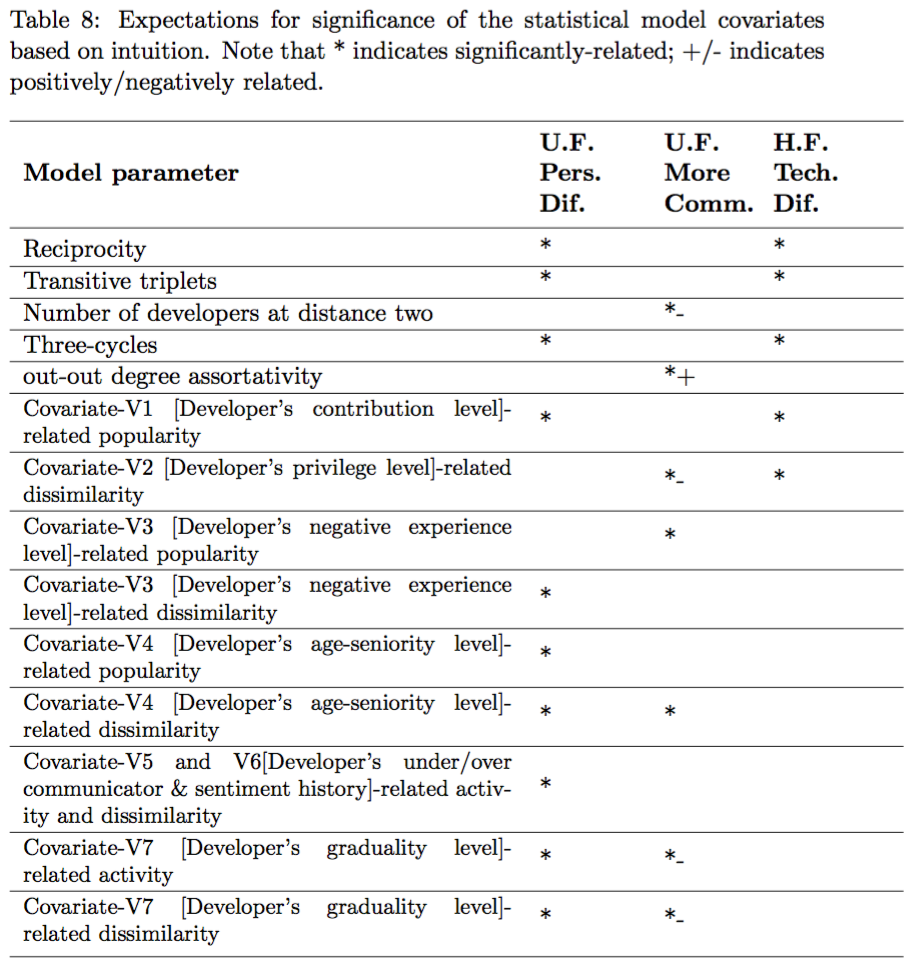 Table 8: Expectations for significance of the statistical model covariates
based on intuition. Note that * indicates significantly-related; +/- indicates
positively/negatively related.
Model parameter U.F. Pers. Dif. U.F. More Comm. H.F. Tech. Dif.
Reciprocity * *
Transitive triplets * *
Number of developers at distance two *-
Three-cycles * *
out-out degree assortativity *+
Covariate-V1 [Developer's contribution level]-
related popularity * *
Covariate-V2 [Developer's privilege level]-related
dissimilarity *- *
Covariate-V3 [Developer's negative experience
level]-related popularity *
Covariate-V3 [Developer's negative experience
level]-related dissimilarity *
Covariate-V4 [Developer's age-seniority level]-
related popularity *
Covariate-V4 [Developer's age-seniority level]-
related dissimilarity * *
Covariate-V5 and V6[Developer's under/over
communicator & sentiment history]-related activ-
ity and dissimilarity *
Covariate-V7 [Developer's graduality level]-
related activity * *-
Covariate-V7 [Developer's graduality level]-
related dissimilarity * *-